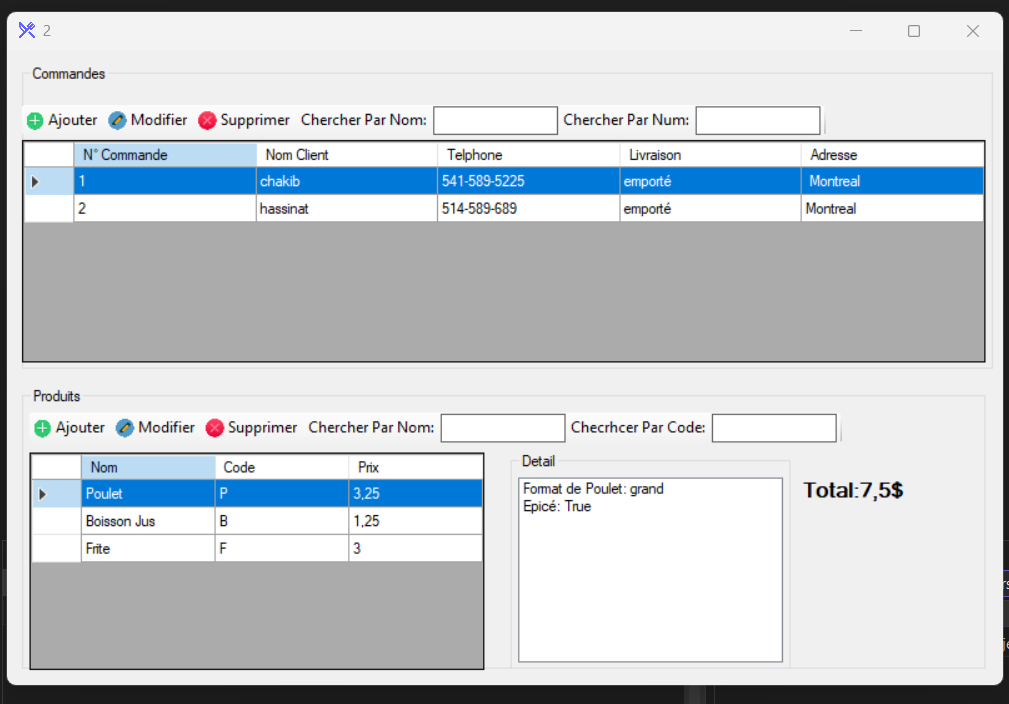 2
Commandes
Ajouter Modifier Supprimer Chercher Par Nom: Chercher Par Num:
N° Commande Nom Client Telphone Livraison Adresse
1 chakib 541-589-5225 emporté Montreal
2 hassinat 514-589-689 emporté Montreal
Produits
Ajouter Modifier Supprimer Chercher Par Nom: Checrhcer Par Code:
Nom Code Prix
Poulet P 3,25
Boisson Jus B 1,25
Frite F 3
Detail
Format de Poulet: grand
Epicé: True
Total:7,5$